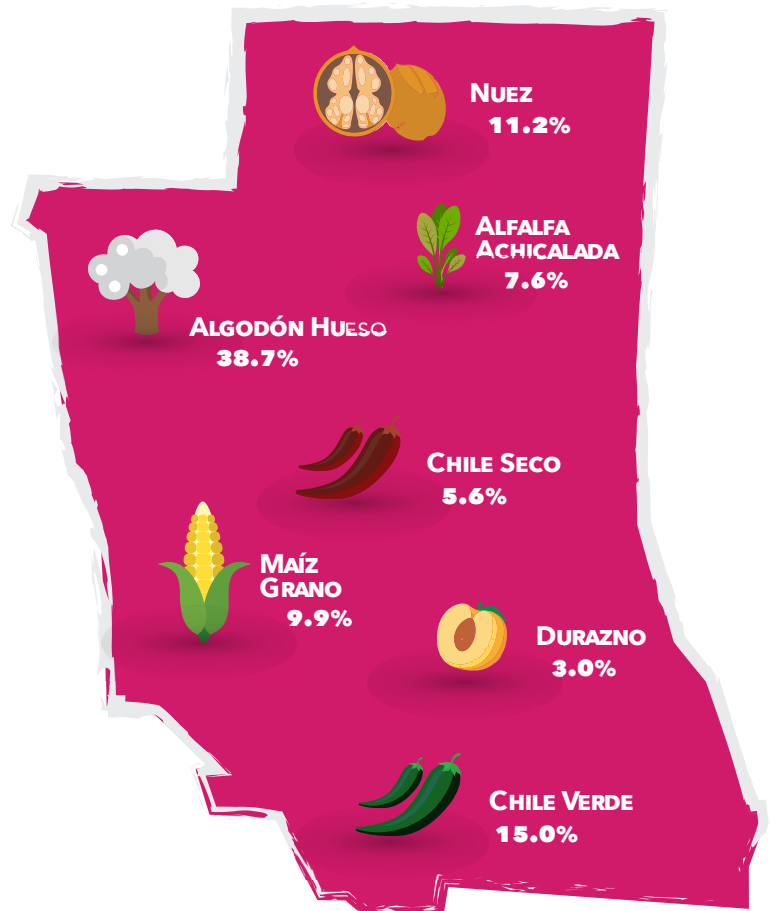 Nuez
11.2%
Alfalfa
Achicalada
7.6%
Algodón Hueso
38.7%
Chile Seco
5.6%
Maíz
Grano
9.9%
Durazno
3.0%
Chile Verde
15.0%